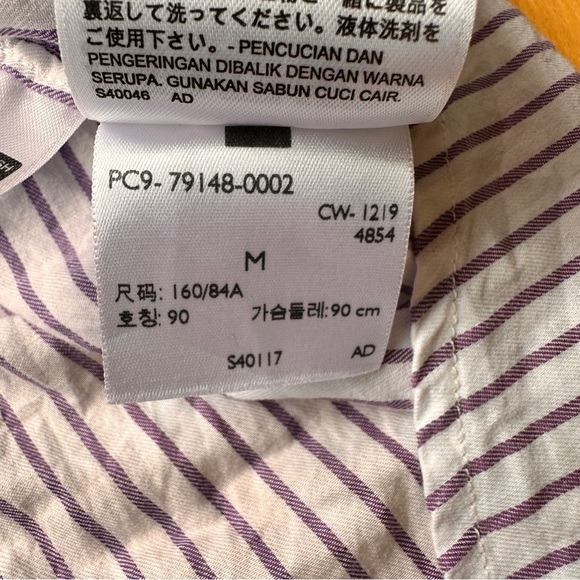 裏返して洗ってください。液体洗剤を
ご使用下さい。- PENCUCIAN DAN
PENGERINGAN DIBALIK DENGAN WARNA
SERUPA. GUNAKAN SABUN CUCI CAIR.
S40046 AD
PC9- 79148-0002
CW- 1219
4854
M
尺码: 160/84A
호칭: 90 가슴둘레: 90 cm
S40117 AD